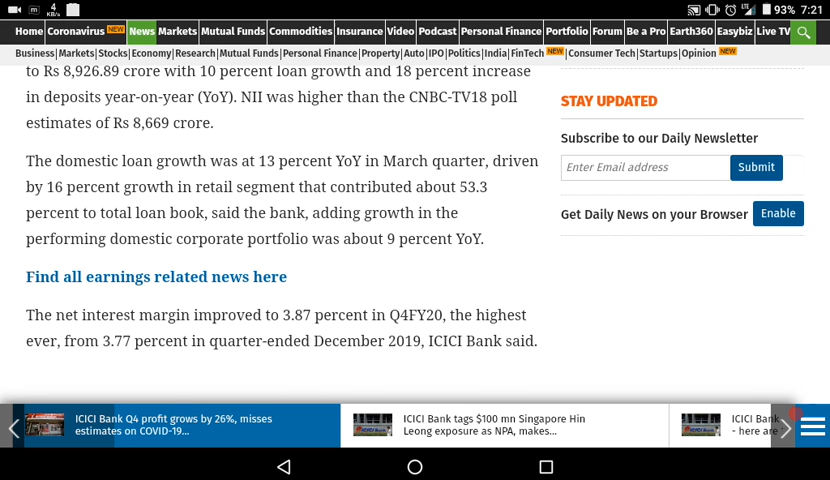 4
KB/s
93% 7:21
Home Coronavirus NEW News Markets Mutual Funds Commodities Insurance Video Podcast Personal Finance Portfolio Forum Be a Pro Earth360 Easybiz Live TV
Business| Markets| Stocks| Economy| Research| Mutual Funds| Personal Finance| Property| Auto| IPO| Politics| India| FinTech NEW | Consumer Tech| Startups| Opinion NEW
to Rs 8,926.89 crore with 10 percent loan growth and 18 percent increase
in deposits year-on-year (YoY). NII was higher than the CNBC-TV18 poll
estimates of Rs 8,669 crore.
The domestic loan growth was at 13 percent YoY in March quarter, driven
by 16 percent growth in retail segment that contributed about 53.3
percent to total loan book, said the bank, adding growth in the
performing domestic corporate portfolio was about 9 percent YoY.
Find all earnings related news here
The net interest margin improved to 3.87 percent in Q4FY20, the highest
ever, from 3.77 percent in quarter-ended December 2019, ICICI Bank said.
STAY UPDATED
Subscribe to our Daily Newsletter
Enter Email address Submit
Get Daily News on your Browser Enable
ICICI Bank Q4 profit grows by 26%, misses
estimates on COVID-19...
ICICI Bank tags $100 mn Singapore Hin
Leong exposure as NPA, makes...
ICICI Bank
- here are